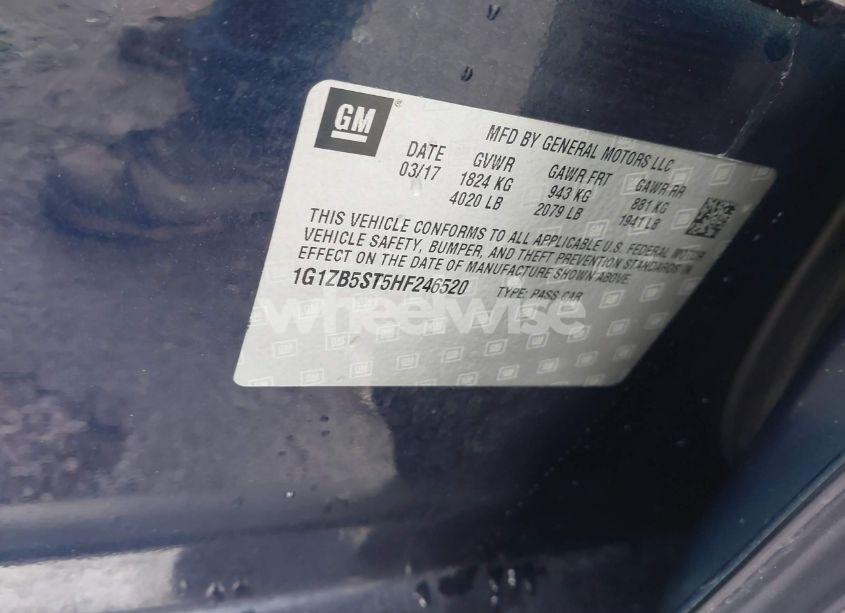 GM
®
MFD BY GENERAL MOTORS LLC
DATE GVWR GAWR FRT GAWR RR
03/17 1824 KG 943 KG 881 KG
4020 LB 2079 LB 1941 LB
THIS VEHICLE CONFORMS TO ALL APPLICABLE U.S. FEDERAL MOTOR
VEHICLE SAFETY, BUMPER, AND THEFT PREVENTION STANDARDS IN
EFFECT ON THE DATE OF MANUFACTURE SHOWN ABOVE.
1G1ZB5ST5HF246520 TYPE: PASS CAR
wheelwise